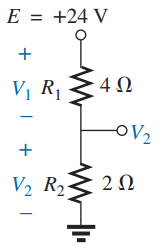 E = +24 V
+
V₁ R₁ 4 Ω
−
V₂
+
V₂ R₂ 2 Ω
−